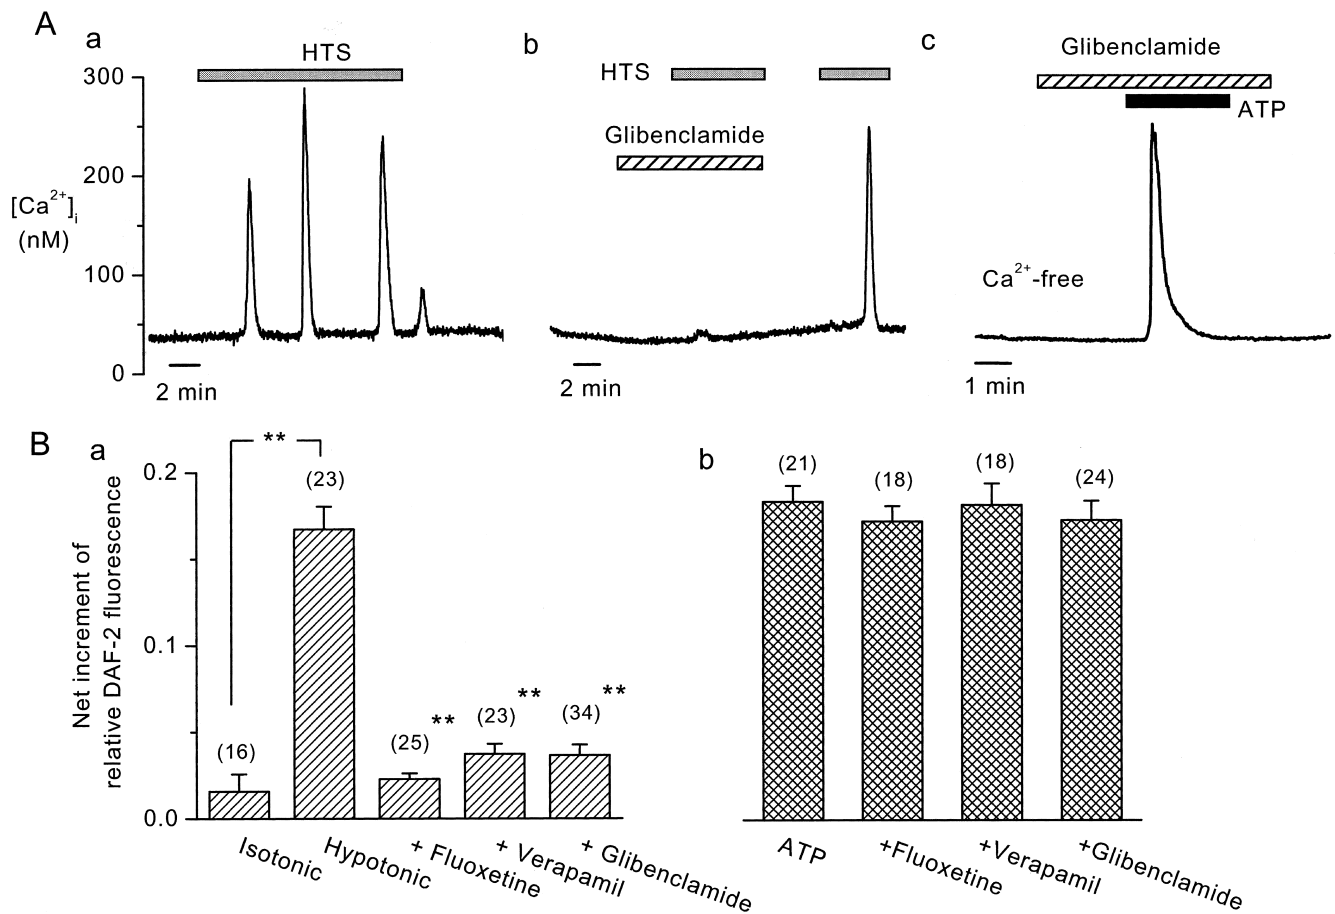 A
a
HTS
300
200
100
0
[Ca2+]i
(nM)
2 min
b
HTS
Glibenclamide
2 min
c
Glibenclamide
ATP
Ca2+-free
1 min
B
a
Net increment of
relative DAF-2 fluorescence
0.2
0.1
0.0
**
(16)
(23)
(25)
**
(23)
**
(34)
**
Isotonic
Hypotonic
+ Fluoxetine
+ Verapamil
+ Glibenclamide
b
(21)
(18)
(18)
(24)
ATP
+Fluoxetine
+Verapamil
+Glibenclamide